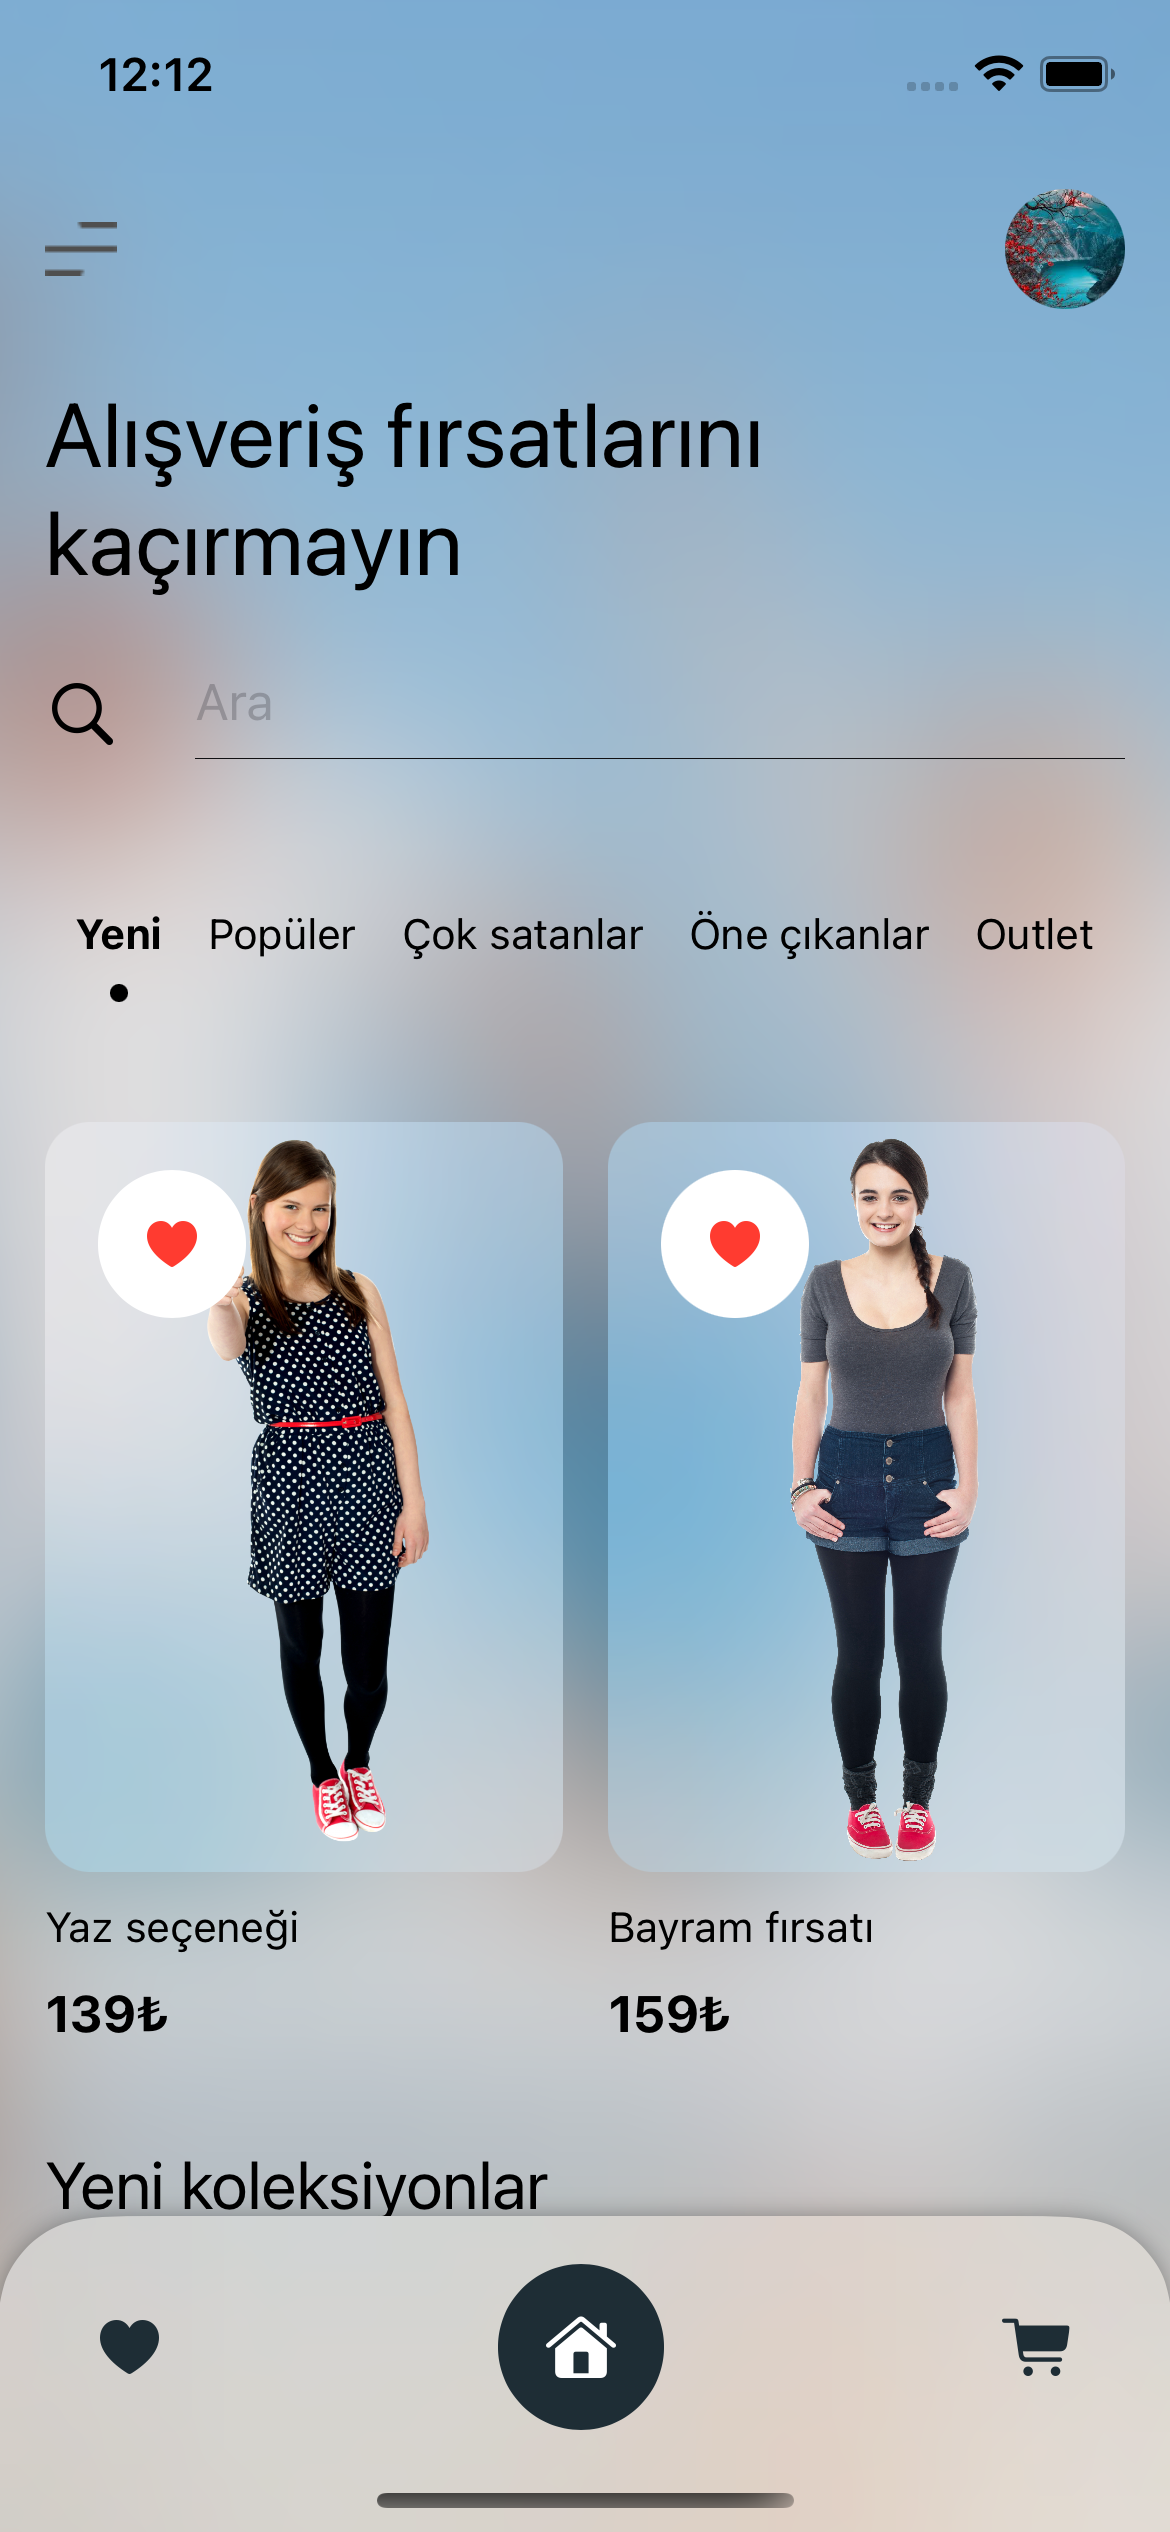 12:12
Alışveriş fırsatlarını
kaçırmayın
Ara
Yeni Popüler Çok satanlar Öne çıkanlar Outlet
Yaz seçeneği
139₺
Bayram fırsatı
159₺
Yeni koleksiyonlar